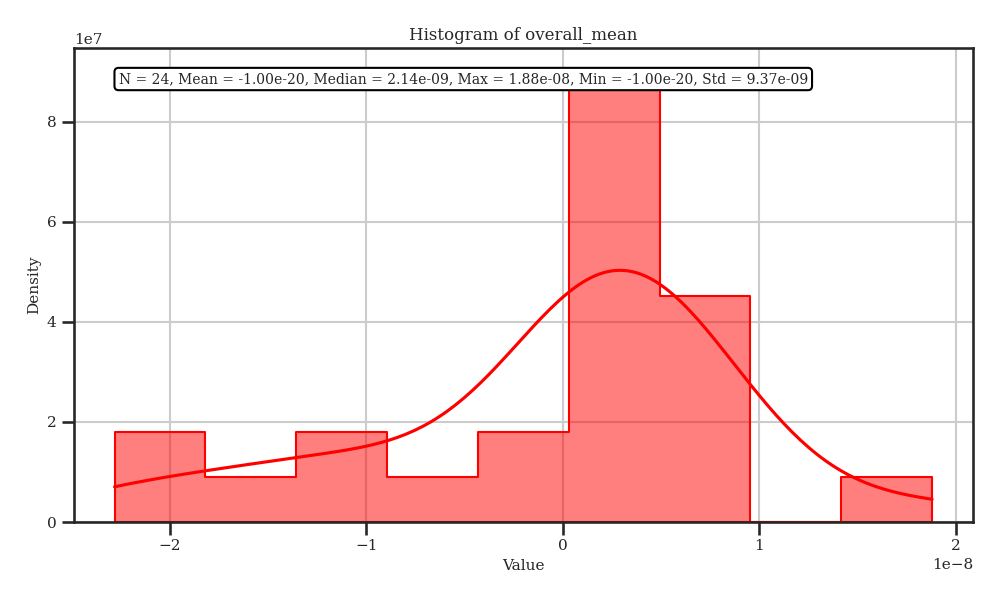 Histogram of overall_mean
1e7
N = 24, Mean = -1.00e-20, Median = 2.14e-09, Max = 1.88e-08, Min = -1.00e-20, Std = 9.37e-09
8
6
4
2
0
Density
−2
−1
0
1
2
Value
1e−8